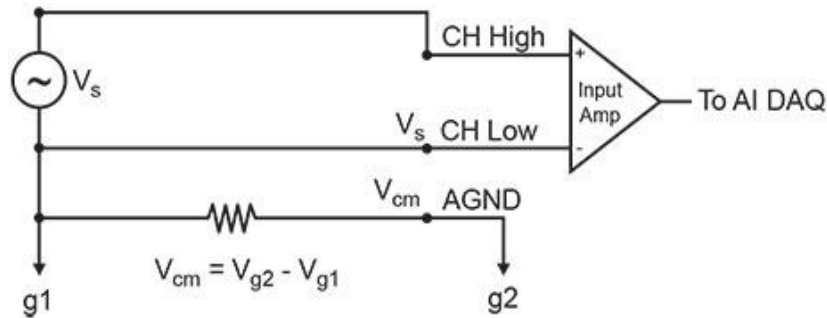 CH High
V_s
+
Input
Amp
-
To AI DAQ
V_s CH Low
V_cm AGND
V_cm = V_g2 - V_g1
g1
g2